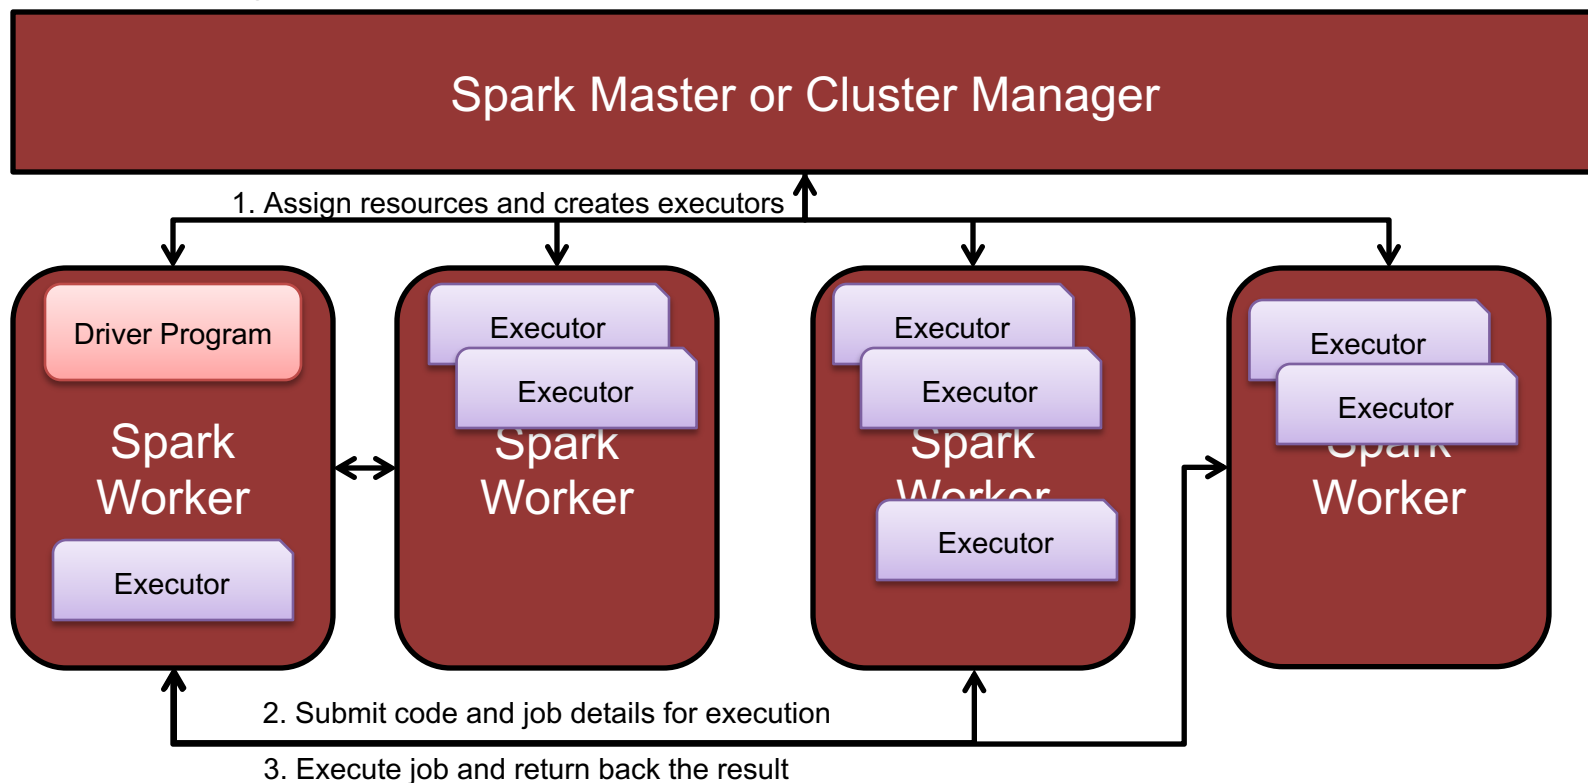 Spark Master or Cluster Manager
1. Assign resources and creates executors
Driver Program
Spark
Worker
Executor
Executor
Executor
Spark
Worker
Executor
Executor
Spark
Worker
Executor
Executor
Executor
Spark
Worker
2. Submit code and job details for execution
3. Execute job and return back the result